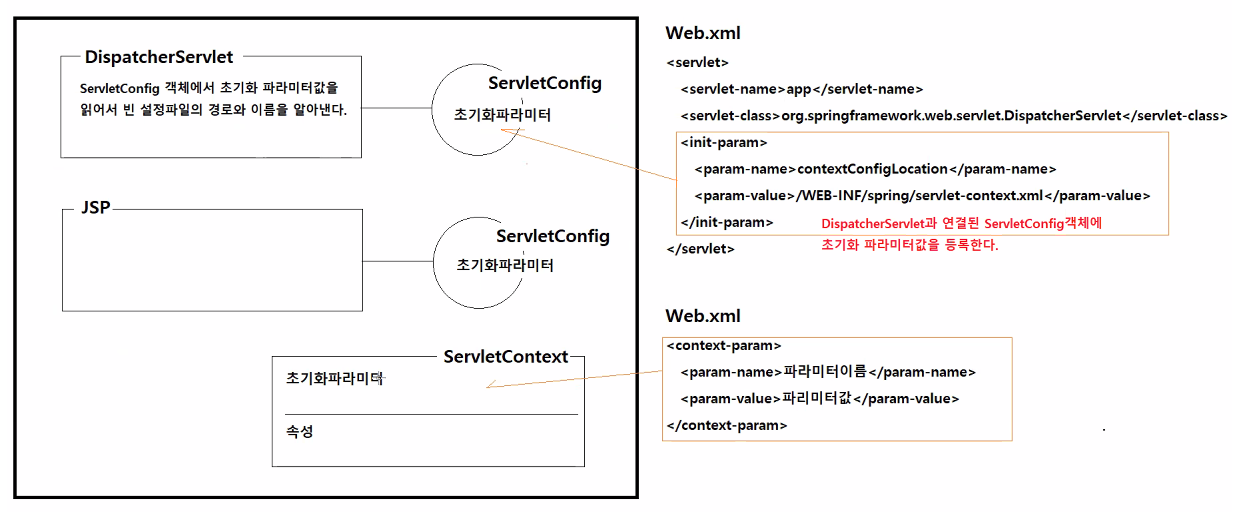 DispatcherServlet
ServletConfig 객체에서 초기화 파라미터값을
읽어서 빈 설정파일의 경로와 이름을 알아낸다.
ServletConfig
초기화파라미터
JSP
ServletConfig
초기화파라미터
ServletContext
초기화파라미터
속성
Web.xml
<servlet>
<servlet-name>app</servlet-name>
<servlet-class>org.springframework.web.servlet.DispatcherServlet</servlet-class>
<init-param>
<param-name>contextConfigLocation</param-name>
<param-value>/WEB-INF/spring/servlet-context.xml</param-value>
</init-param>
DispatcherServlet과 연결된 ServletConfig객체에
초기화 파라미터값을 등록한다.
</servlet>
Web.xml
<context-param>
<param-name>파라미터이름</param-name>
<param-value>파리미터값</param-value>
</context-param>